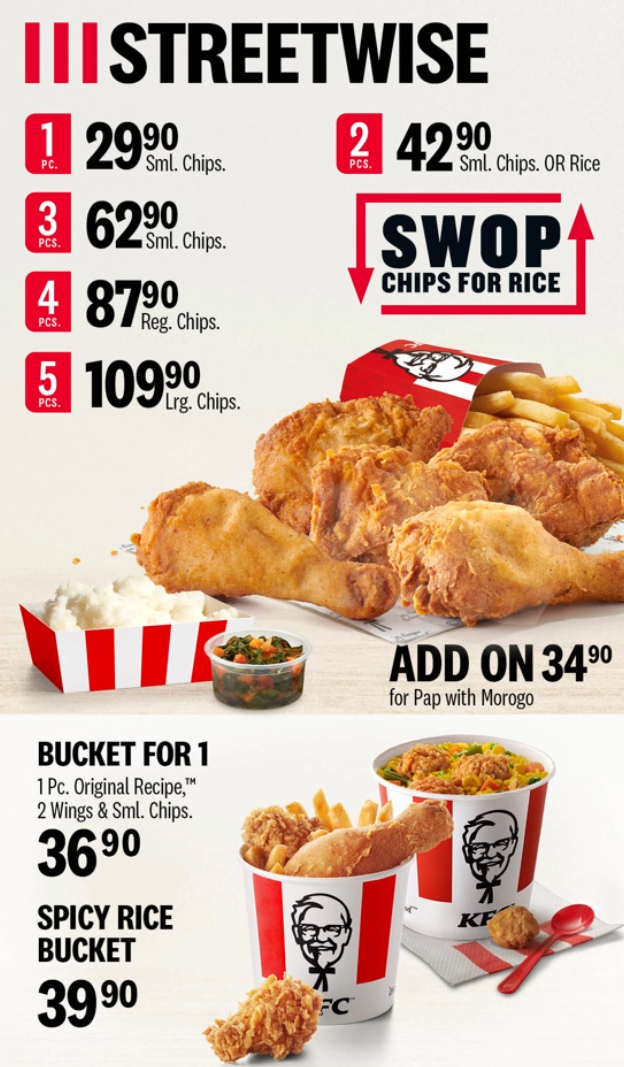 STREETWISE
1 PC. 29 90 Sml. Chips.
2 PCS. 42 90 Sml. Chips. OR Rice
3 PCS. 62 90 Sml. Chips.
SWOP
CHIPS FOR RICE
4 PCS. 87 90 Reg. Chips.
5 PCS. 109 90 Lrg. Chips.
ADD ON 34 90
for Pap with Morogo
BUCKET FOR 1
1 Pc. Original Recipe,™
2 Wings & Sml. Chips.
36 90
SPICY RICE
BUCKET
39 90
KF
FC